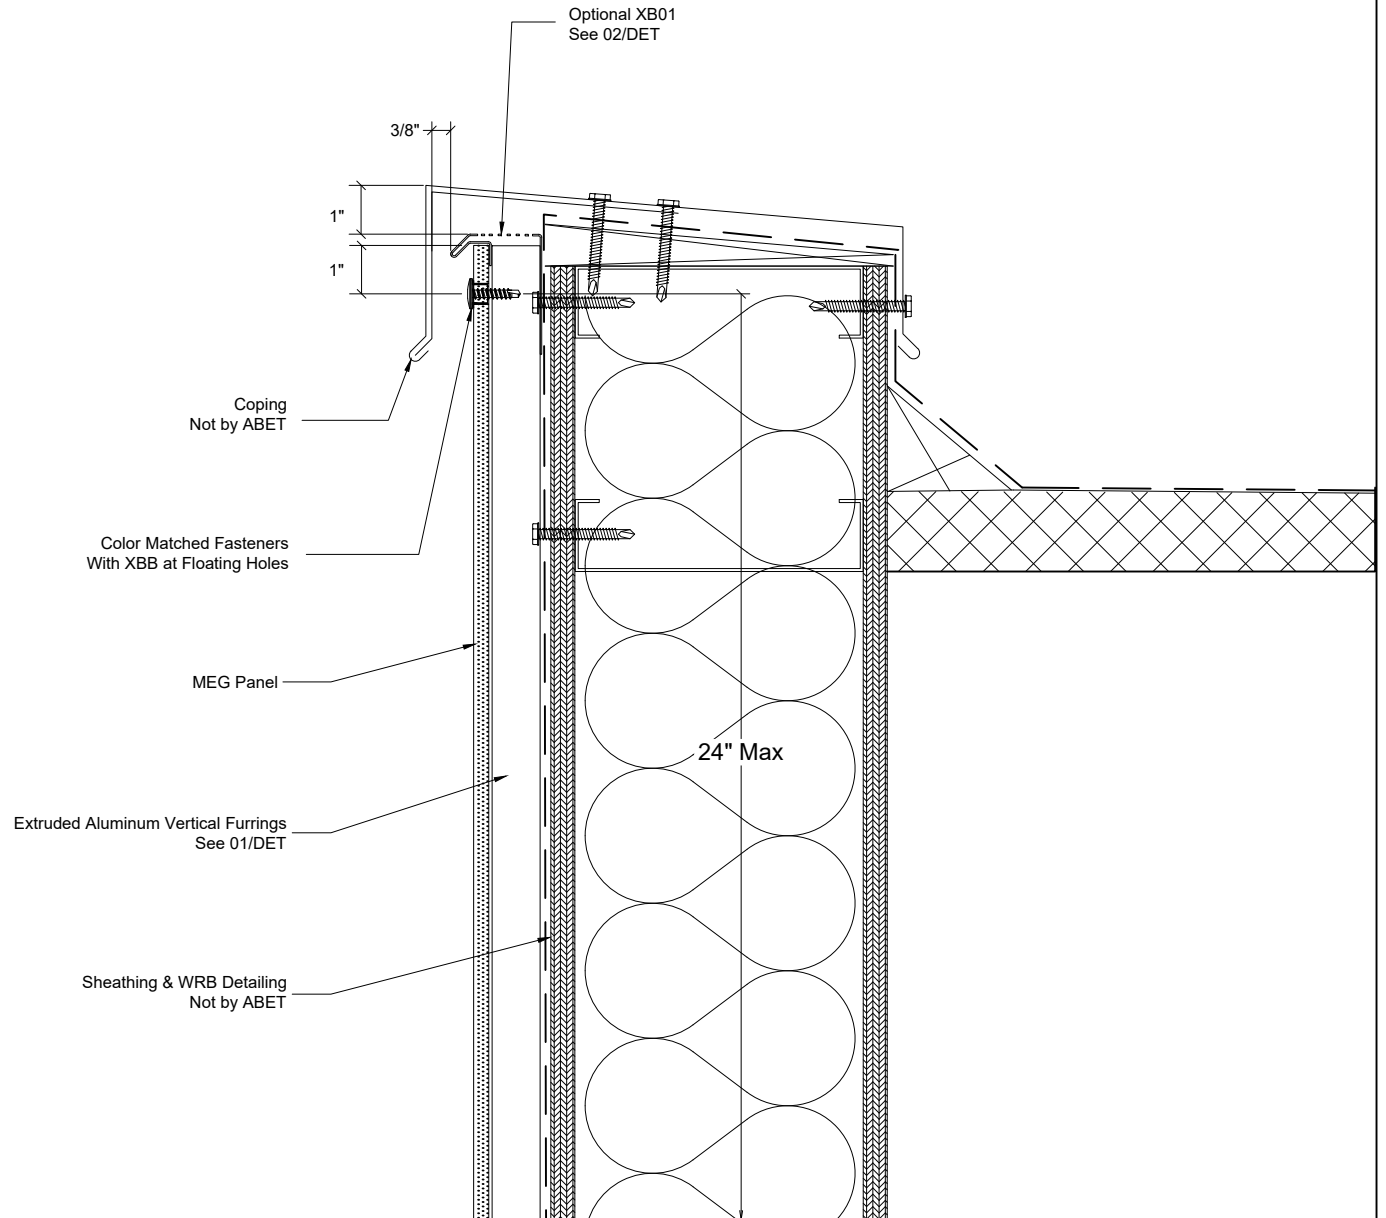 Optional XB01
See 02/DET
3/8"
1"
1"
Coping
Not by ABET
Color Matched Fasteners
With XBB at Floating Holes
MEG Panel
24" Max
Extruded Aluminum Vertical Furrings
See 01/DET
Sheathing & WRB Detailing
Not by ABET